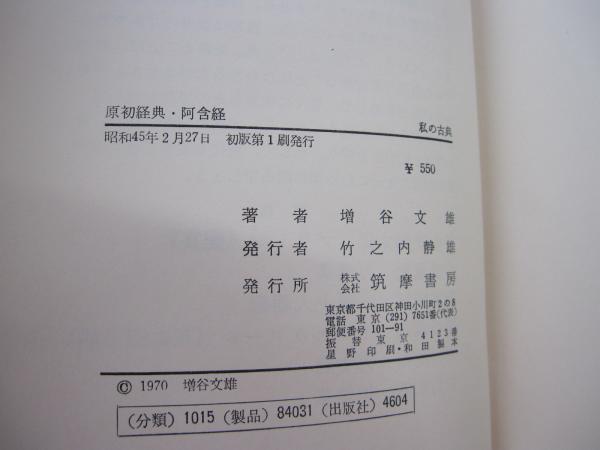 原初経典・阿含経
私の古典
昭和45年2月27日 初版第1刷発行
¥ 550
著者 増谷文雄
発行者 竹之内静雄
発行所 株式会社 筑摩書房
東京都千代田区神田小川町2の8
電話 東京 (291) 7651番(代表)
郵便番号 101—91
振替東京 4123番
星野印刷・和田製本
© 1970 増谷文雄
(分類) 1015 (製品) 84031 (出版社) 4604